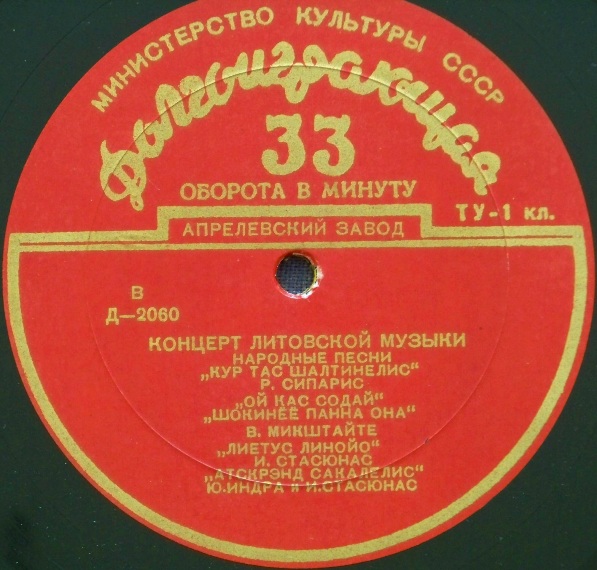 МИНИСТЕРСТВО КУЛЬТУРЫ СССР
Долгоиграющая
33
ОБОРОТА В МИНУТУ
ТУ-1 кл.
АПРЕЛЕВСКИЙ ЗАВОД
В
Д—2060
КОНЦЕРТ ЛИТОВСКОЙ МУЗЫКИ
НАРОДНЫЕ ПЕСНИ
„КУР ТАС ШАЛТИНЕЛИС“
Р. СИПАРИС
„ОЙ КАС СОДАЙ“
„ШОКИНЕЕ ПАННА ОНА“
В. МИКШТАЙТЕ
„ЛИЕТУС ЛИНОЙО“
И. СТАСЮНАС
„АТСКРЭНД САКАЛЕЛИС“
Ю.ИНДРА и И.СТАСЮНАС